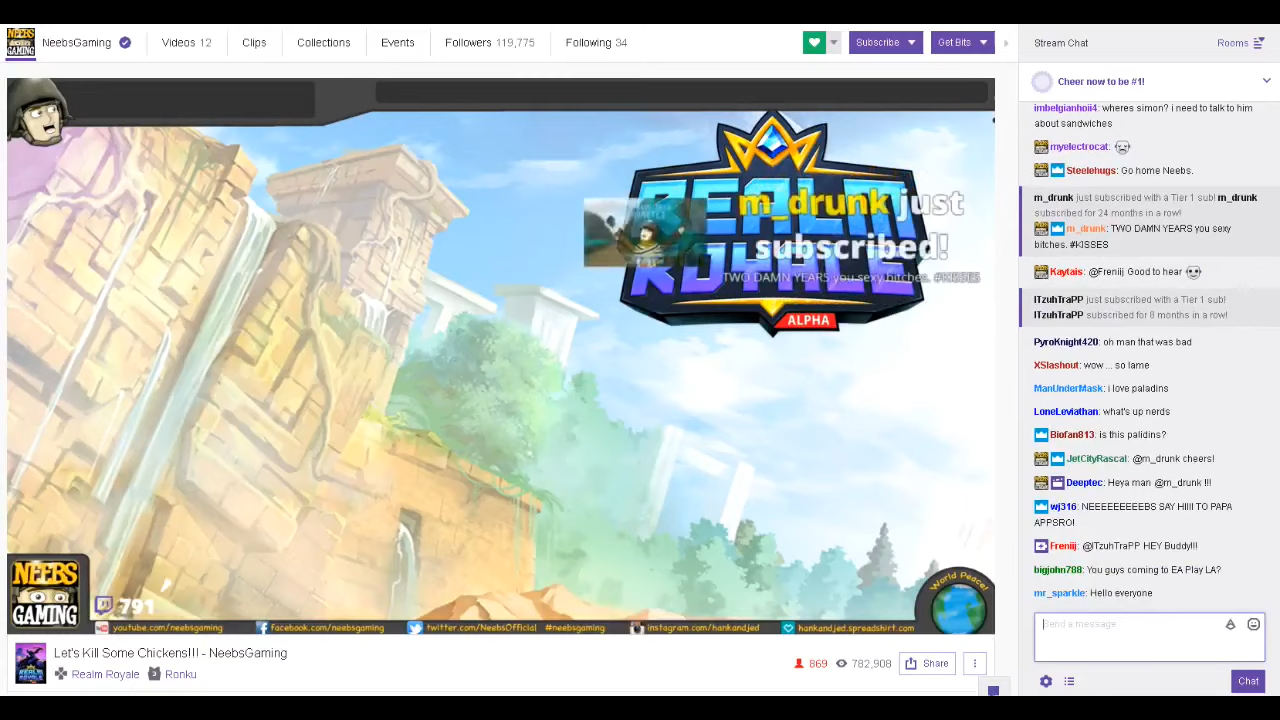 NeebsGaming
Videos 12
Clips
Collections
Events
Followers 119,775
Following 34
Subscribe
Get Bits
Stream Chat
Rooms
Cheer now to be #1!
REALM
ROYALE
ALPHA
m_drunk just
subscribed!
TWO DAMN YEARS you sexy bitches. #KISSES
NEEBS
GAMING
791
World Peace!
youtube.com/neebsgaming
facebook.com/neebsgaming
twitter.com/NeebsOfficial #neebsgaming
instagram.com/hankandjed
hankandjed.spreadshirt.com
Let's Kill Some Chickens!!! - NeebsGaming
Realm Royale
Ronku
869
782,908
Share
imbelgianhoii4: wheres simon? i need to talk to him
about sandwiches
myelectrocat:
Steelehugs: Go home Neebs.
m_drunk just subscribed with a Tier 1 sub! m_drunk
subscribed for 24 months in a row!
m_drunk: TWO DAMN YEARS you sexy
bitches. #KISSES
Kaytais: @Freniij Good to hear
ITzuhTraPP just subscribed with a Tier 1 sub!
ITzuhTraPP subscribed for 8 months in a row!
PyroKnight420: oh man that was bad
XSlashout: wow ... so lame
ManUnderMask: i love paladins
LoneLeviathan: what's up nerds
Biofan813: is this palidins?
JetCityRascal: @m_drunk cheers!
Deeptec: Heya man @m_drunk !!!
wj316: NEEEEEEEEEBS SAY HIIII TO PAPA
APPSRO!
Freniij: @ITzuhTraPP HEY Buddy!!!
bigjohn788: You guys coming to EA Play LA?
mr_sparkle: Hello everyone
Send a message
Chat